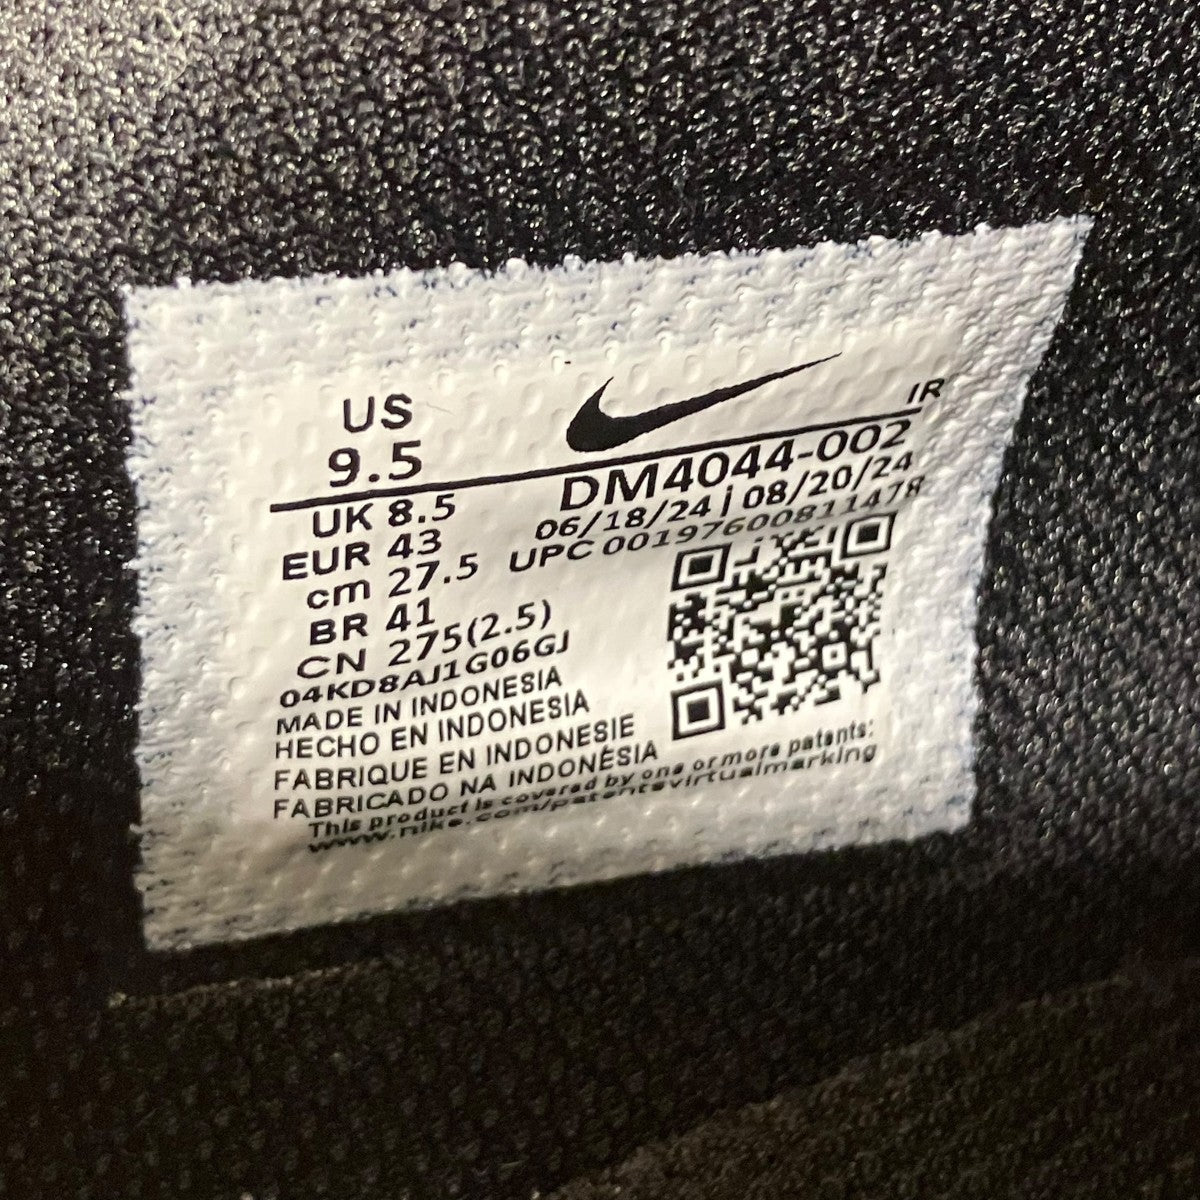 US
9.5
IR
DM4044-002
06/18/24 | 08/20/24
UPC 00197600811478
UK 8.5
EUR 43
cm 27.5
BR 41
CN 275(2.5)
04KD8AJ1G06GJ
MADE IN INDONESIA
HECHO EN INDONESIA
FABRIQUE EN INDONESIE
FABRICADO NA INDONÉSIA
This product is covered by one or more patents:
www.nike.com/patentsvirtualmarking